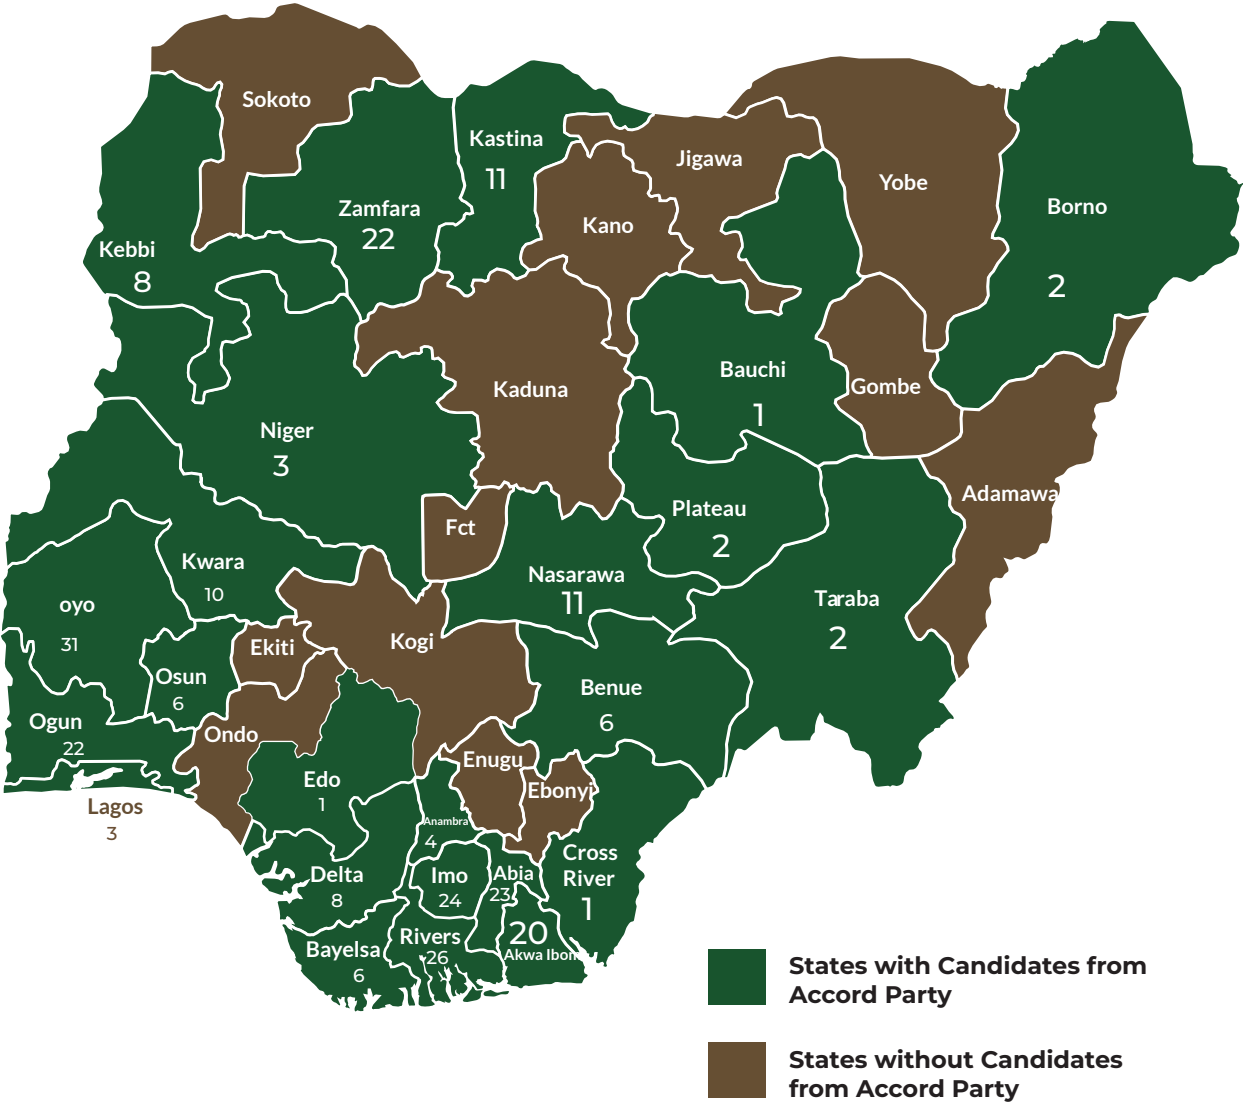 Sokoto
Kastina
11
Jigawa
Yobe
Borno
2
Zamfara
22
Kano
Kebbi
8
Bauchi
1
Gombe
Kaduna
Niger
3
Adamawa
Plateau
2
Fct
Kwara
10
Nasarawa
11
Taraba
2
oyo
31
Ekiti
Kogi
Osun
6
Benue
6
Ogun
22
Ondo
Enugu
Edo
1
Ebonyi
Lagos
3
Anambra
4
Cross
River
1
Delta
8
Imo
24
Abia
23
Bayelsa
6
Rivers
26
20
Akwa Ibom
States with Candidates from
Accord Party
States without Candidates
from Accord Party